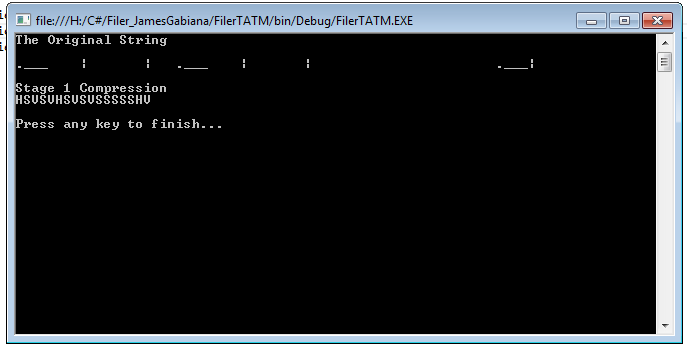 file:///H:/C#/Filer_JamesGabiana/FilerTATM/bin/Debug/FilerTATM.EXE
The Original String
.___    ¦       ¦   .___    ¦       ¦                       .___¦
Stage 1 Compression
HSVSVHSVSVSSSSSHV
Press any key to finish...